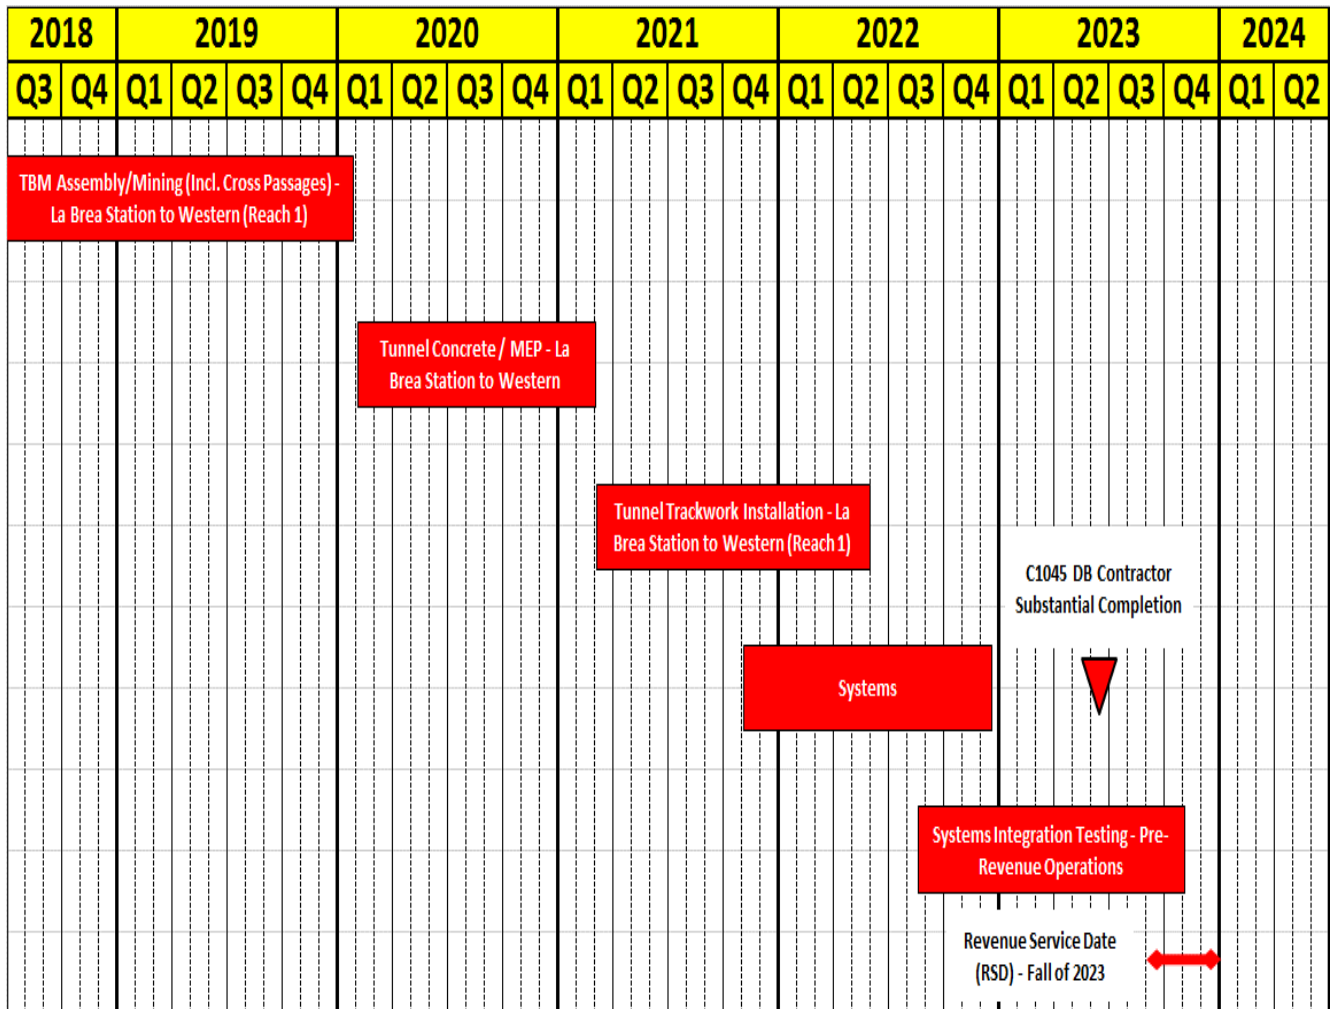 2018 2019 2020 2021 2022 2023 2024
Q3 Q4 Q1 Q2 Q3 Q4 Q1 Q2 Q3 Q4 Q1 Q2 Q3 Q4 Q1 Q2 Q3 Q4 Q1 Q2 Q3 Q4 Q1 Q2
TBM Assembly/Mining (Incl. Cross Passages) -
La Brea Station to Western (Reach 1)
Tunnel Concrete / MEP - La
Brea Station to Western
Tunnel Trackwork Installation - La
Brea Station to Western (Reach 1)
C1045 DB Contractor
Substantial Completion
Systems
Systems Integration Testing - Pre-
Revenue Operations
Revenue Service Date
(RSD) - Fall of 2023